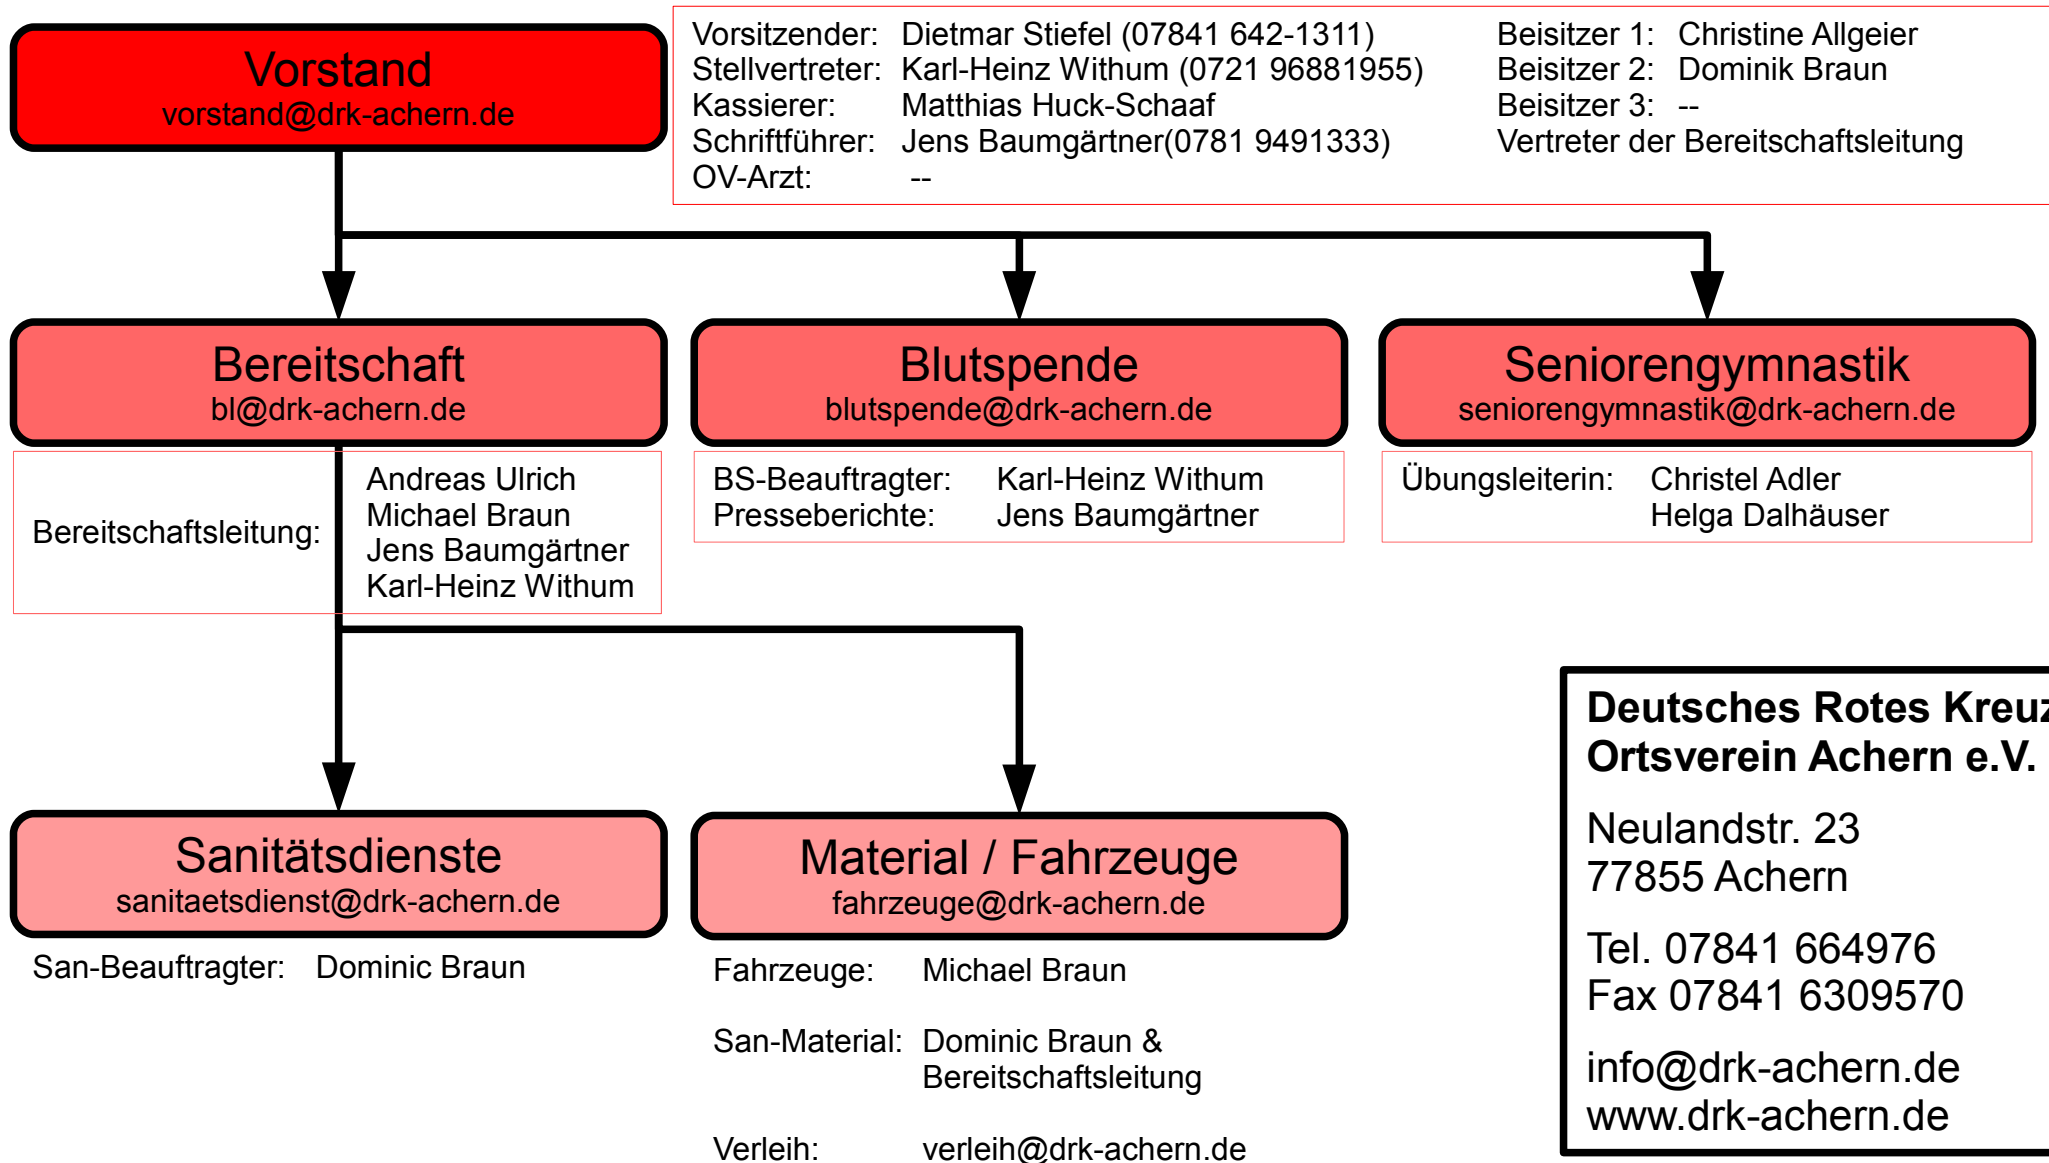 Vorstand
vorstand@drk-achern.de
Vorsitzender: Dietmar Stiefel (07841 642-1311)
Stellvertreter: Karl-Heinz Withum (0721 96881955)
Kassierer: Matthias Huck-Schaaf
Schriftführer: Jens Baumgärtner(0781 9491333)
OV-Arzt: --
Beisitzer 1: Christine Allgeier
Beisitzer 2: Dominik Braun
Beisitzer 3: --
Vertreter der Bereitschaftsleitung
Bereitschaft
bl@drk-achern.de
Bereitschaftsleitung:
Andreas Ulrich
Michael Braun
Jens Baumgärtner
Karl-Heinz Withum
Blutspende
blutspende@drk-achern.de
BS-Beauftragter: Karl-Heinz Withum
Presseberichte: Jens Baumgärtner
Seniorengymnastik
seniorengymnastik@drk-achern.de
Übungsleiterin: Christel Adler
Helga Dalhäuser
Sanitätsdienste
sanitaetsdienst@drk-achern.de
San-Beauftragter: Dominic Braun
Material / Fahrzeuge
fahrzeuge@drk-achern.de
Fahrzeuge: Michael Braun
San-Material: Dominic Braun &
Bereitschaftsleitung
Verleih: verleih@drk-achern.de
Deutsches Rotes Kreuz
Ortsverein Achern e.V.
Neulandstr. 23
77855 Achern
Tel. 07841 664976
Fax 07841 6309570
info@drk-achern.de
www.drk-achern.de